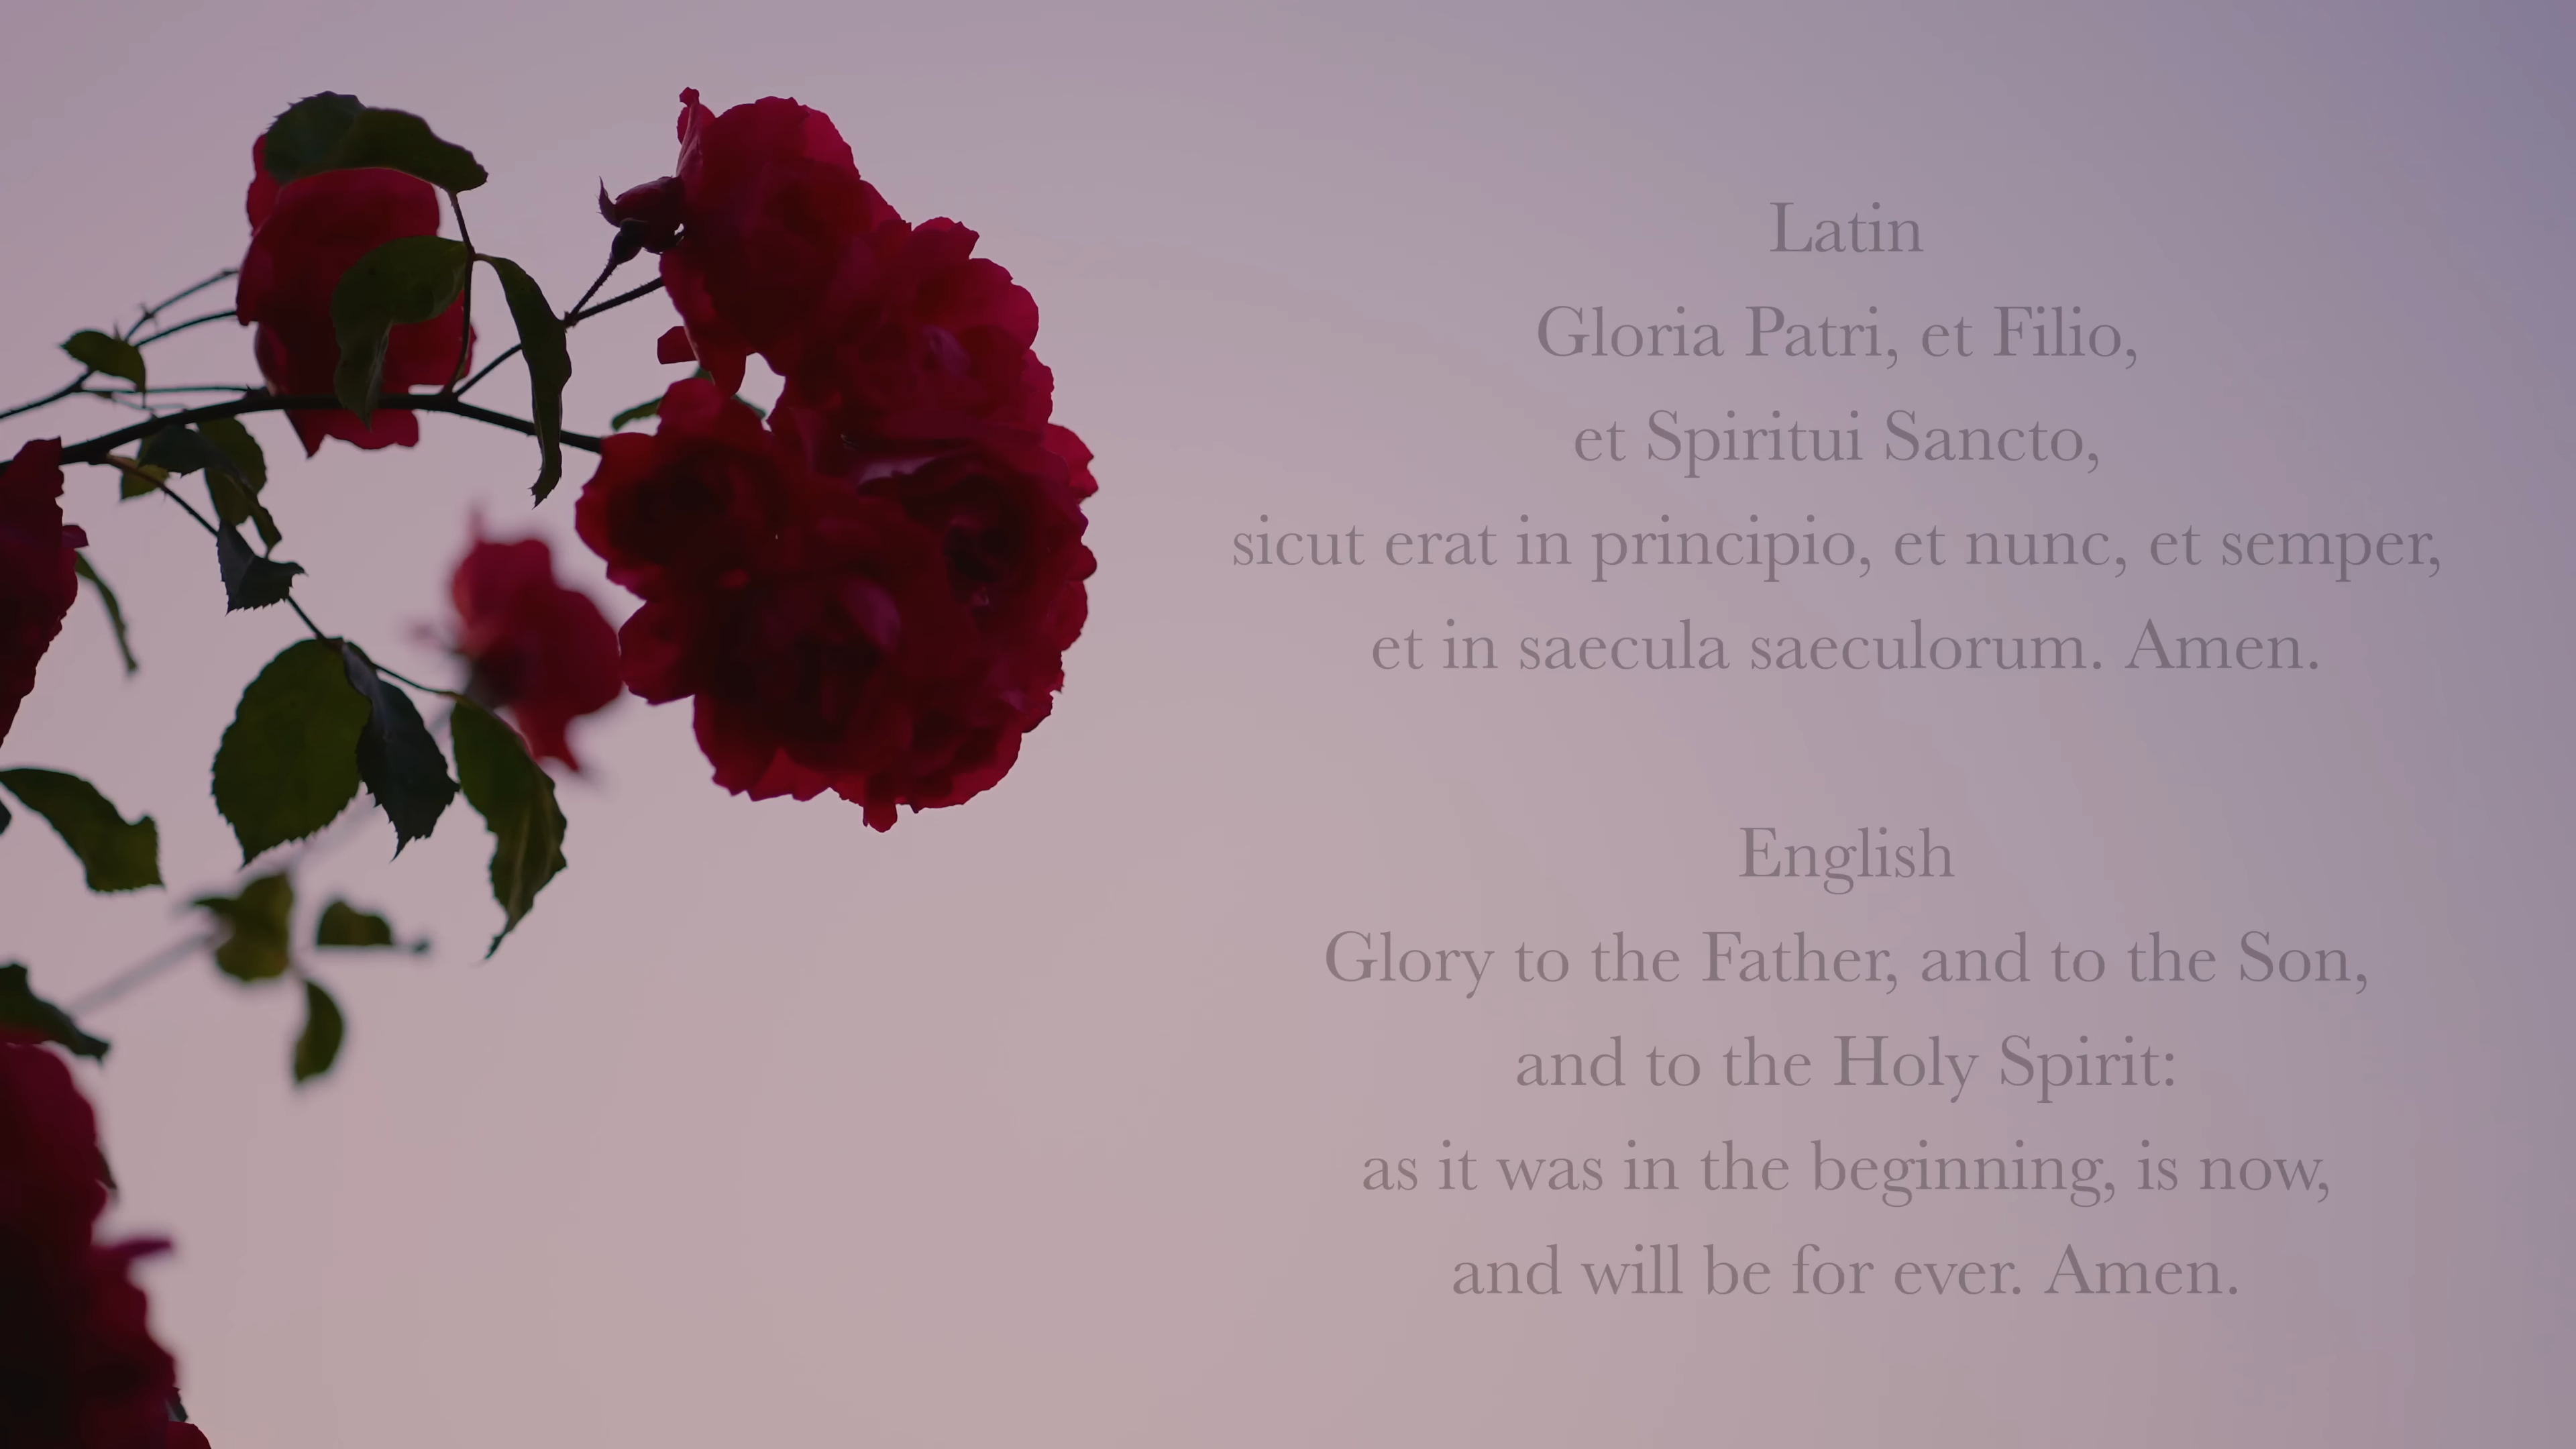 Latin
Gloria Patri, et Filio,
et Spiritui Sancto,
sicut erat in principio, et nunc, et semper,
et in saecula saeculorum. Amen.
English
Glory to the Father, and to the Son,
and to the Holy Spirit:
as it was in the beginning, is now,
and will be for ever. Amen.